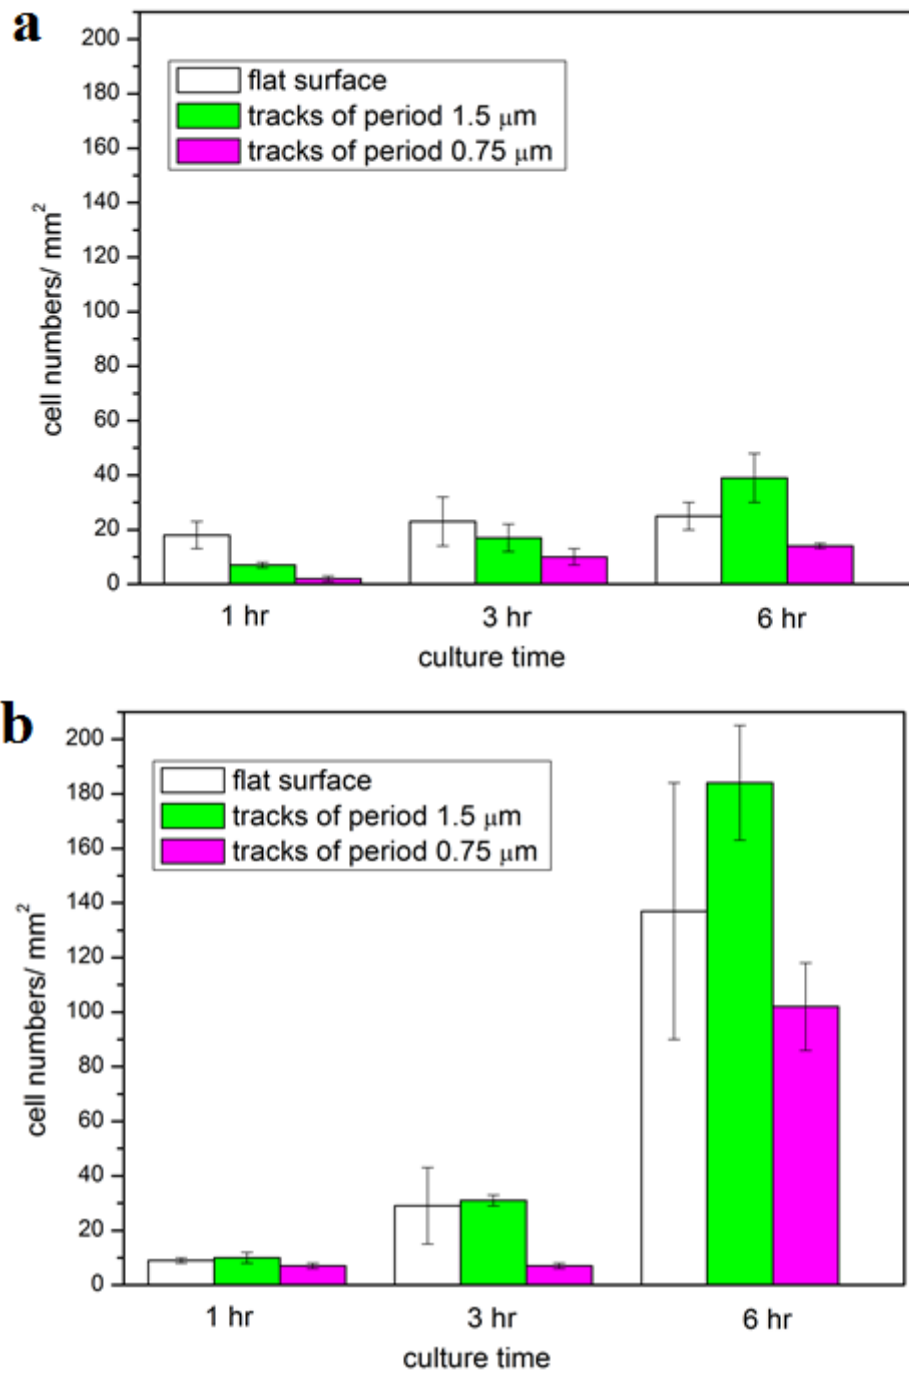 a
200
180
160
140
120
100
80
60
40
20
0
cell numbers/ mm²
flat surface
tracks of period 1.5 μm
tracks of period 0.75 μm
1 hr 3 hr 6 hr
culture time
b
200
180
160
140
120
100
80
60
40
20
0
cell numbers/ mm²
flat surface
tracks of period 1.5 μm
tracks of period 0.75 μm
1 hr 3 hr 6 hr
culture time